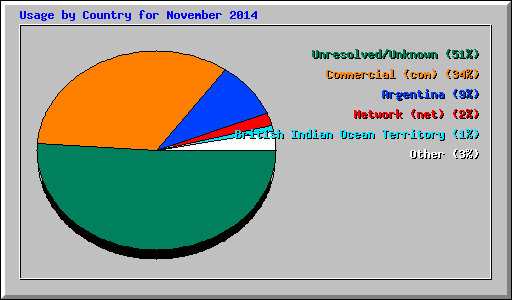 Usage by Country for November 2014
Unresolved/Unknown (51%)
Commercial (com) (34%)
Argentina (9%)
Network (net) (2%)
British Indian Ocean Territory (1%)
Other (3%)